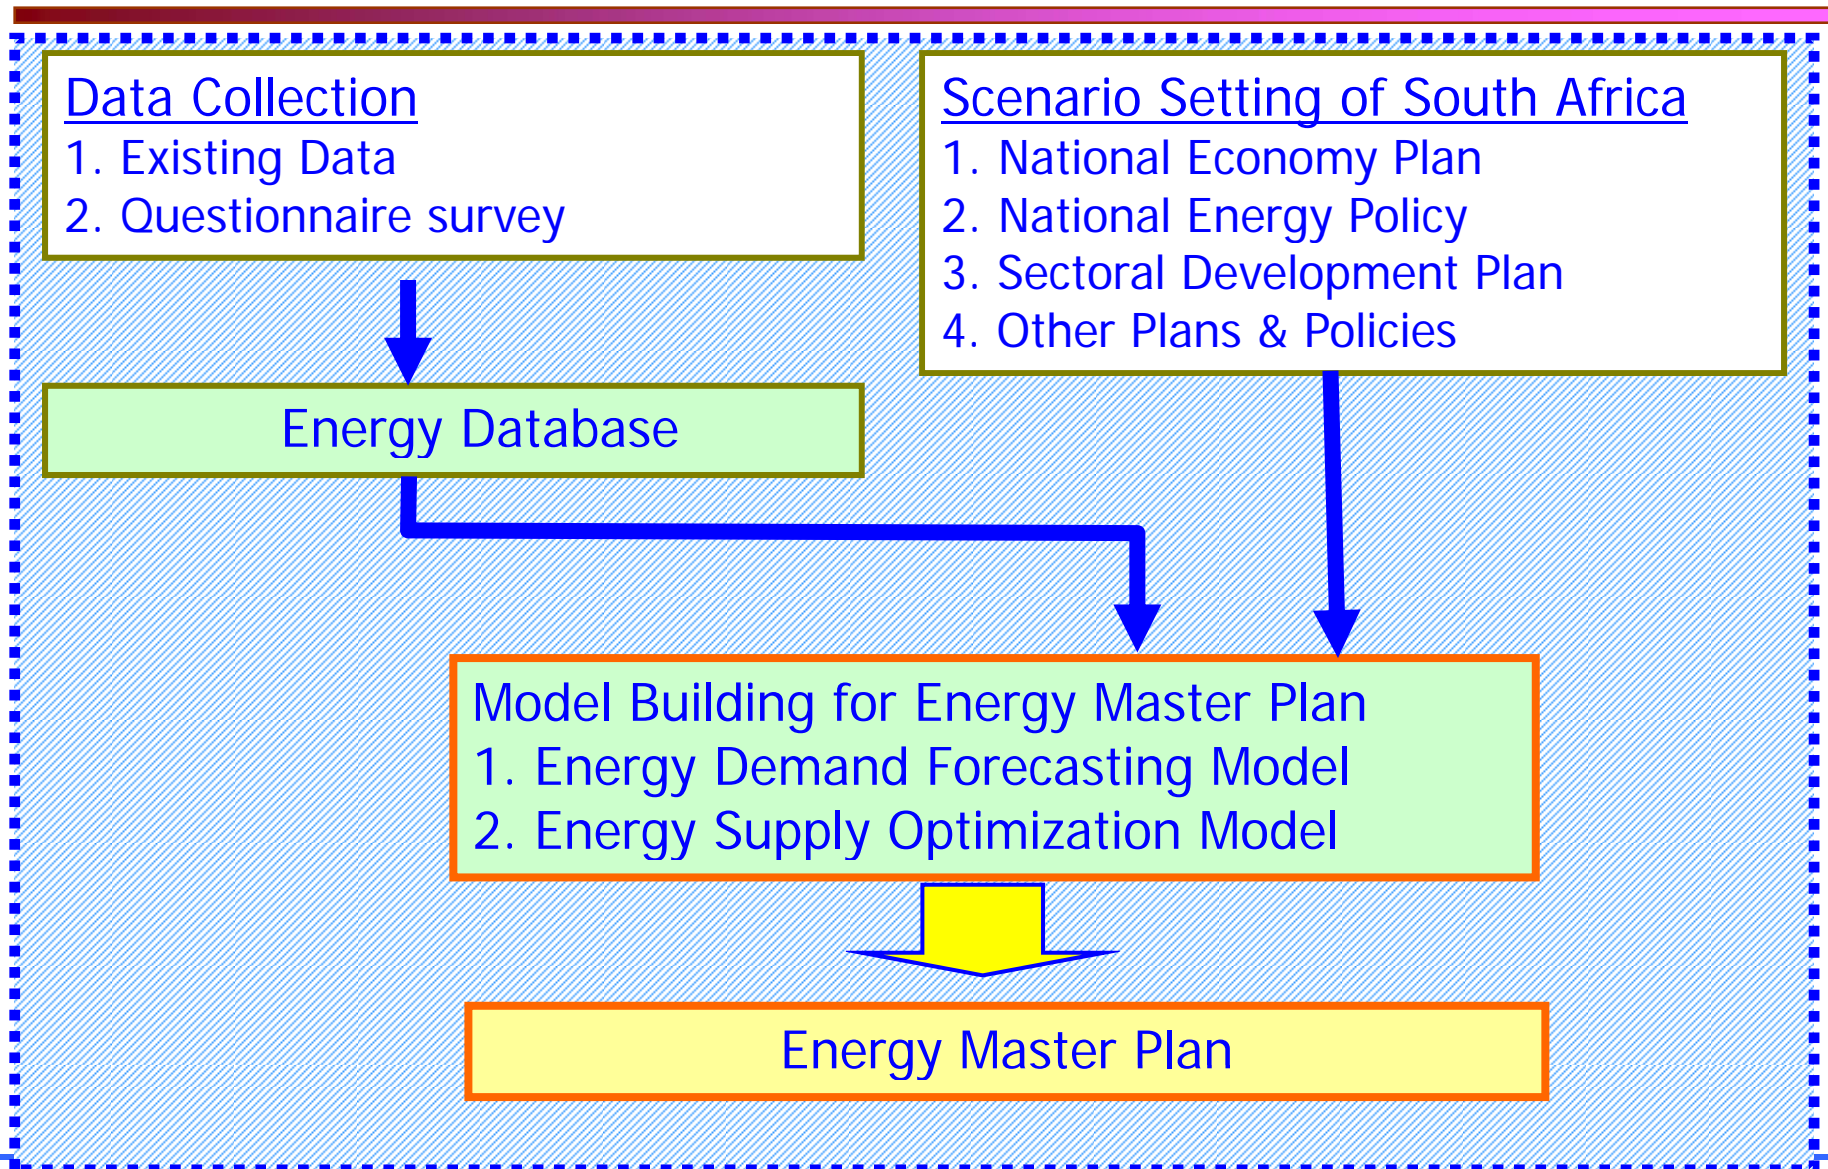 Data Collection
1. Existing Data
2. Questionnaire survey
Scenario Setting of South Africa
1. National Economy Plan
2. National Energy Policy
3. Sectoral Development Plan
4. Other Plans & Policies
Energy Database
Model Building for Energy Master Plan
1. Energy Demand Forecasting Model
2. Energy Supply Optimization Model
Energy Master Plan